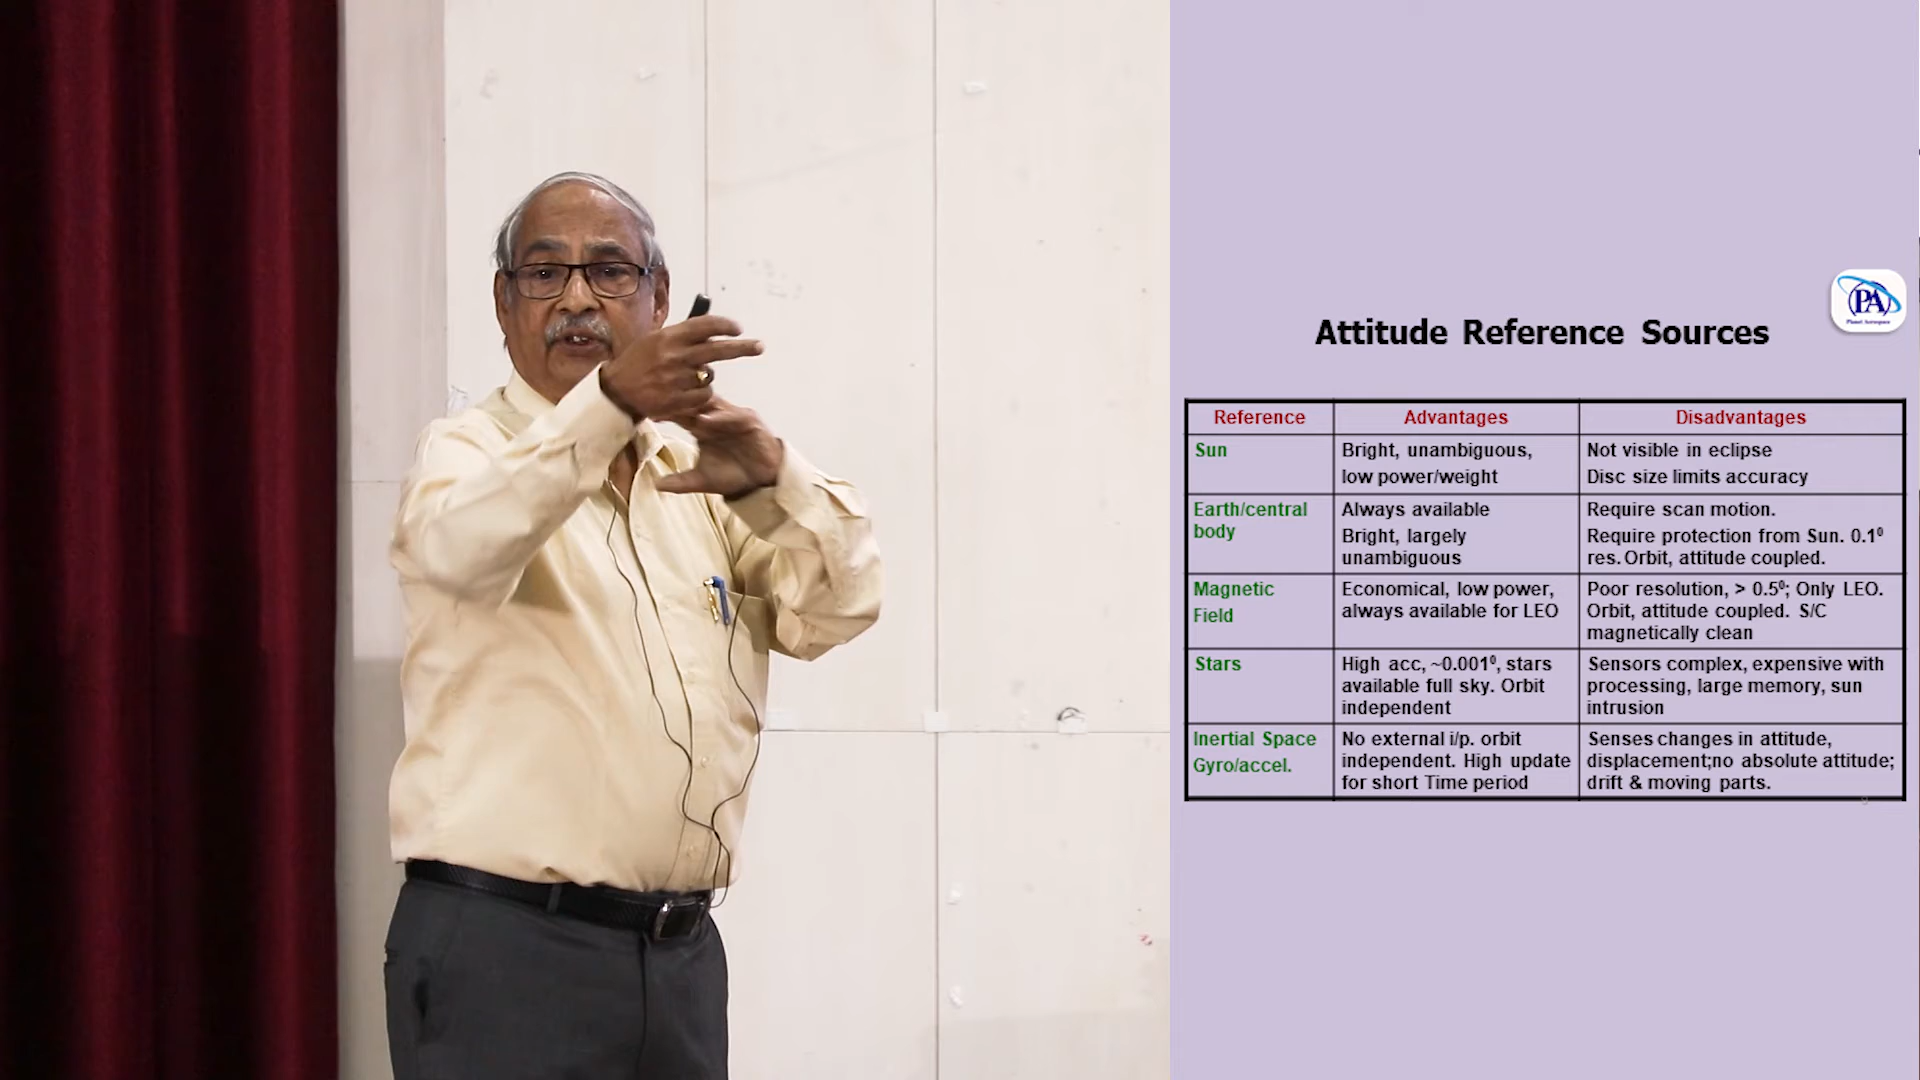 PA
Planet Aerospace
Attitude Reference Sources
Reference Advantages Disadvantages
Sun
Bright, unambiguous,
low power/weight
Not visible in eclipse
Disc size limits accuracy
Earth/central
body
Always available
Bright, largely
unambiguous
Require scan motion.
Require protection from Sun. 0.1⁰
res. Orbit, attitude coupled.
Magnetic
Field
Economical, low power,
always available for LEO
Poor resolution, > 0.5⁰; Only LEO.
Orbit, attitude coupled. S/C
magnetically clean
Stars
High acc, ~0.001⁰, stars
available full sky. Orbit
independent
Sensors complex, expensive with
processing, large memory, sun
intrusion
Inertial Space
Gyro/accel.
No external i/p. orbit
independent. High update
for short Time period
Senses changes in attitude,
displacement;no absolute attitude;
drift & moving parts.